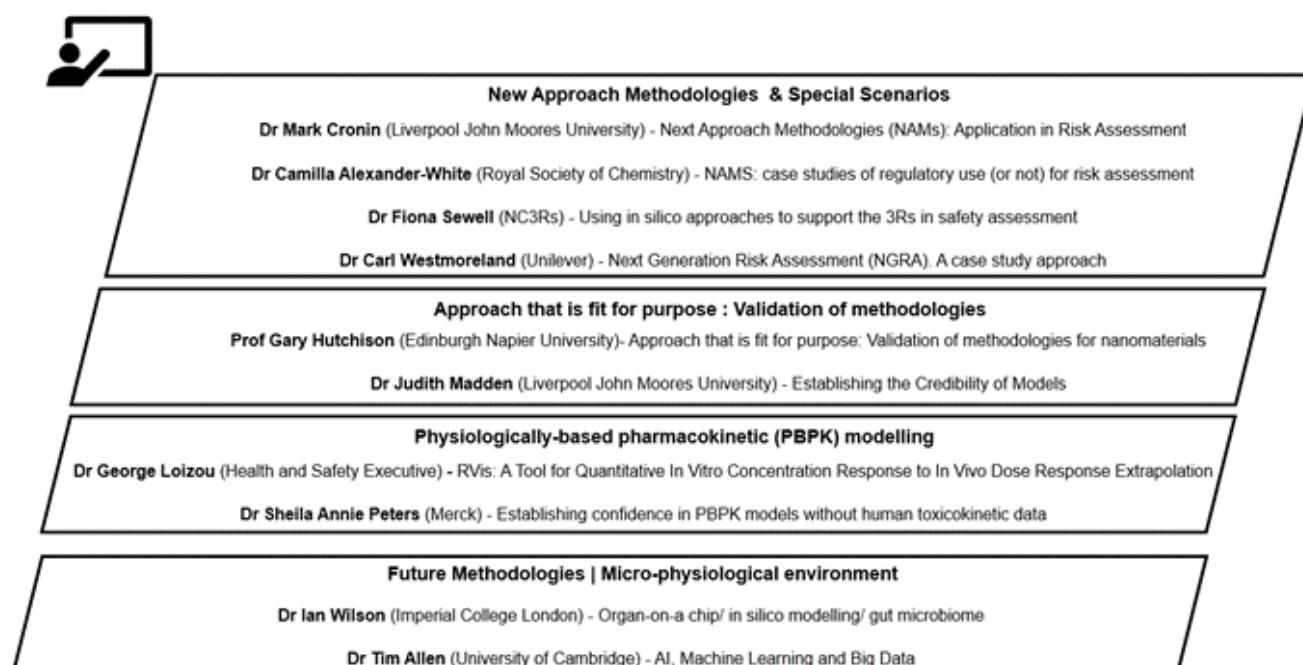 New Approach Methodologies & Special Scenarios
Dr Mark Cronin (Liverpool John Moores University) - Next Approach Methodologies (NAMs): Application in Risk Assessment
Dr Camilla Alexander-White (Royal Society of Chemistry) - NAMS: case studies of regulatory use (or not) for risk assessment
Dr Fiona Sewell (NC3Rs) - Using in silico approaches to support the 3Rs in safety assessment
Dr Carl Westmoreland (Unilever) - Next Generation Risk Assessment (NGRA). A case study approach
Approach that is fit for purpose : Validation of methodologies
Prof Gary Hutchison (Edinburgh Napier University)- Approach that is fit for purpose: Validation of methodologies for nanomaterials
Dr Judith Madden (Liverpool John Moores University) - Establishing the Credibility of Models
Physiologically-based pharmacokinetic (PBPK) modelling
Dr George Loizou (Health and Safety Executive) - RVis: A Tool for Quantitative In Vitro Concentration Response to In Vivo Dose Response Extrapolation
Dr Sheila Annie Peters (Merck) - Establishing confidence in PBPK models without human toxicokinetic data
Future Methodologies | Micro-physiological environment
Dr Ian Wilson (Imperial College London) - Organ-on-a chip/ in silico modelling/ gut microbiome
Dr Tim Allen (University of Cambridge) - AI, Machine Learning and Big Data